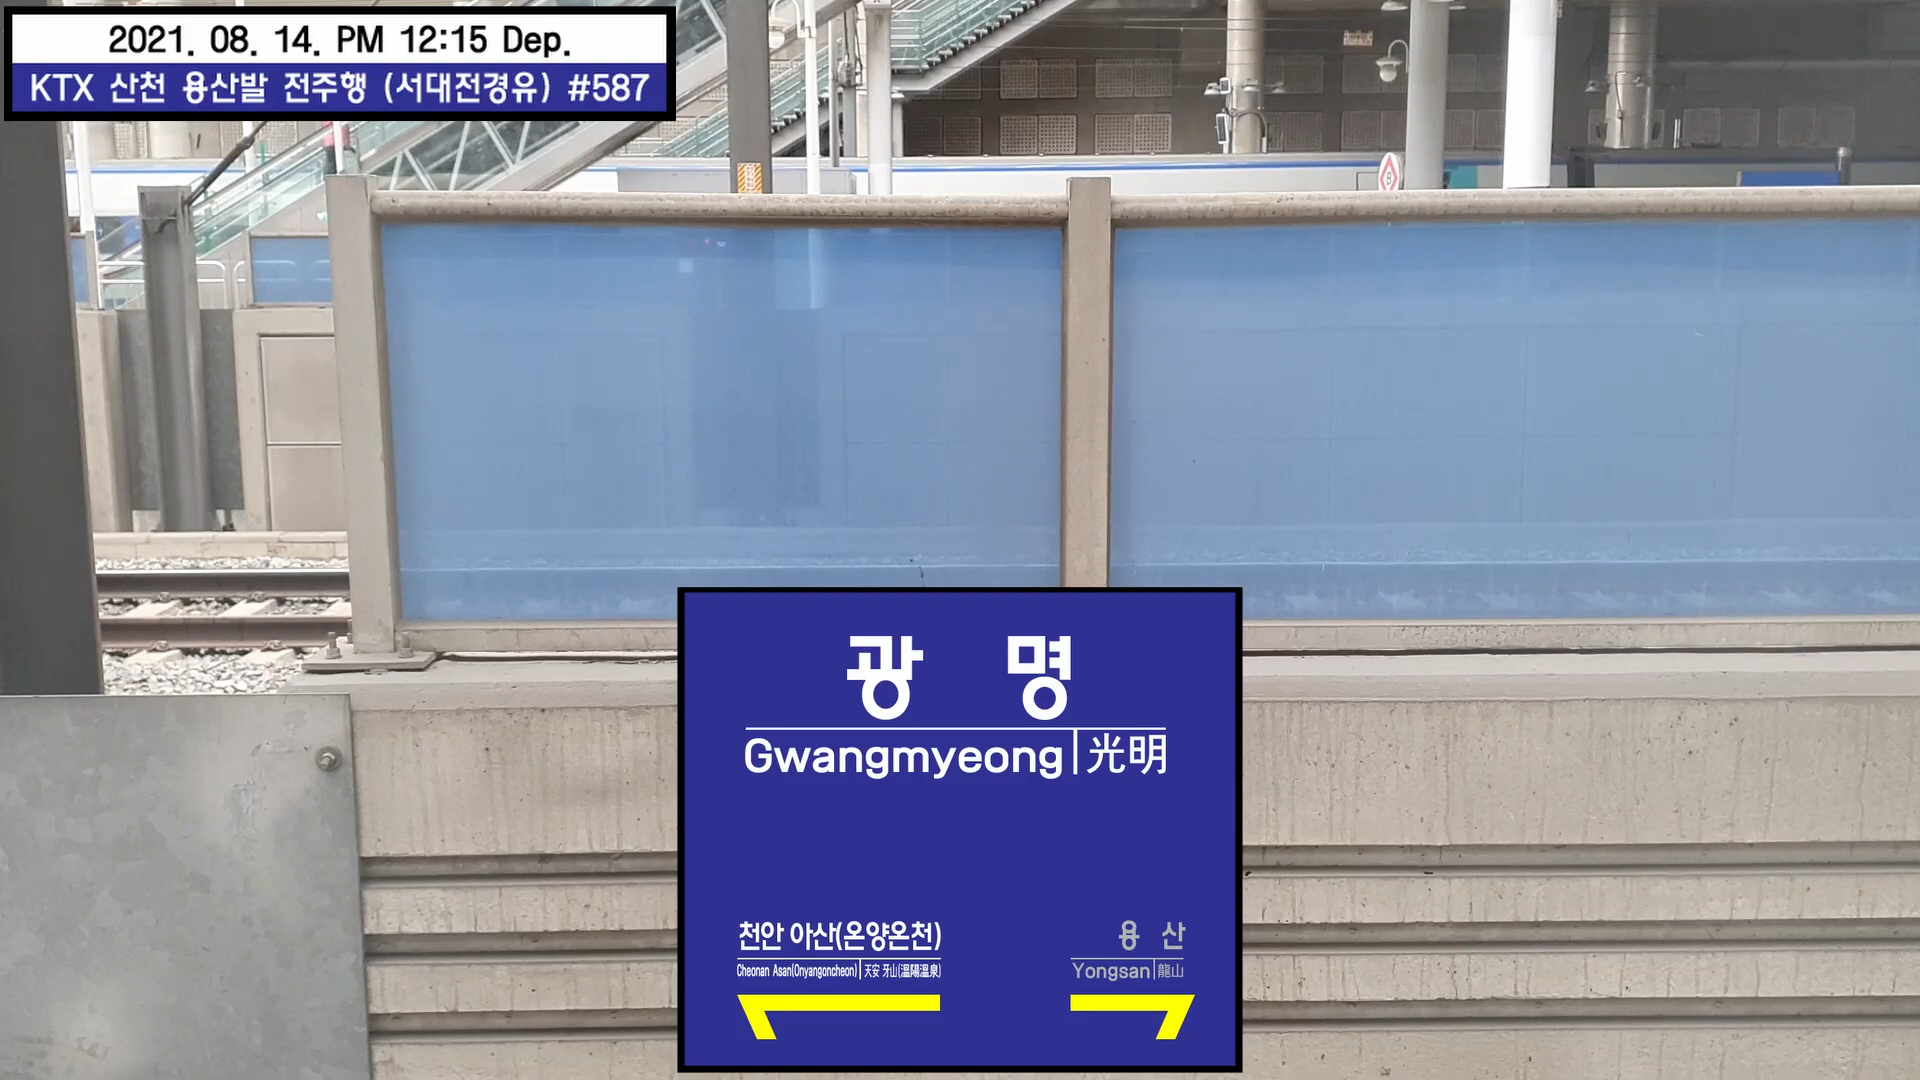 2021. 08. 14. PM 12:15 Dep.
KTX 산천 용산발 전주행 (서대전경유) #587
B
광 명
Gwangmyeong|光明
천안 아산(온양온천)
Cheonan Asan(Onyangoncheon)|天安 牙山(溫陽溫泉)
용 산
Yongsan|龍山